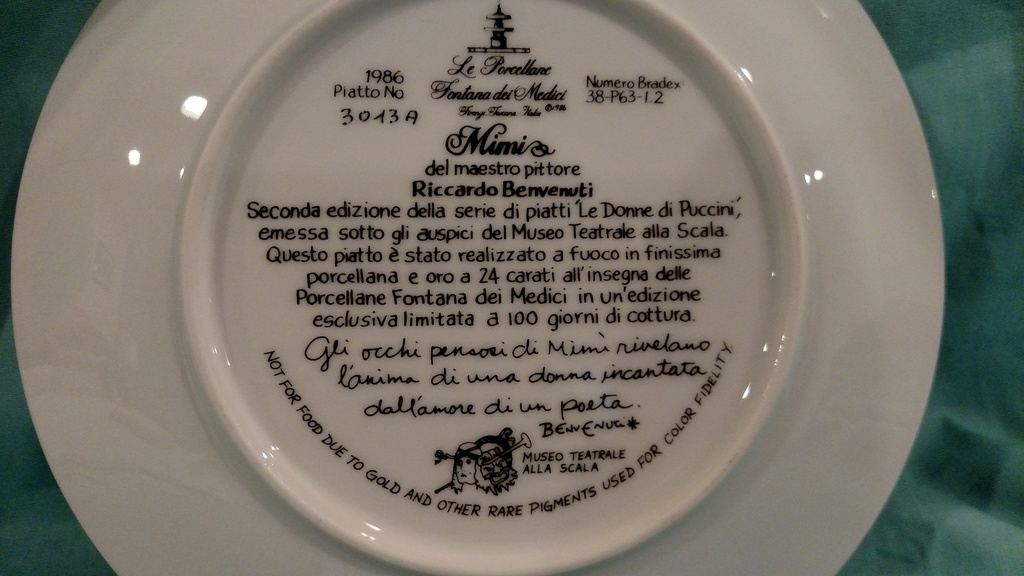 Le Porcellane
Fontana dei Medici
Firenze, Toscana, Italia © 1986
1986
Piatto No
3013A
Numero Bradex
38-P63-1.2
Mimi
del maestro pittore
Riccardo Benvenuti
Seconda edizione della serie di piatti 'Le Donne di Puccini',
emessa sotto gli auspici del Museo Teatrale alla Scala.
Questo piatto è stato realizzato a fuoco in finissima
porcellana e oro a 24 carati all'insegna delle
Porcellane Fontana dei Medici in un'edizione
esclusiva limitata a 100 giorni di cottura.
Gli occhi pensosi di Mimì rivelano
l'anima di una donna incantata
dall'amore di un poeta.
BENVENUTI
MUSEO TEATRALE
ALLA SCALA
NOT FOR FOOD DUE TO GOLD AND OTHER RARE PIGMENTS USED FOR COLOR FIDELITY.